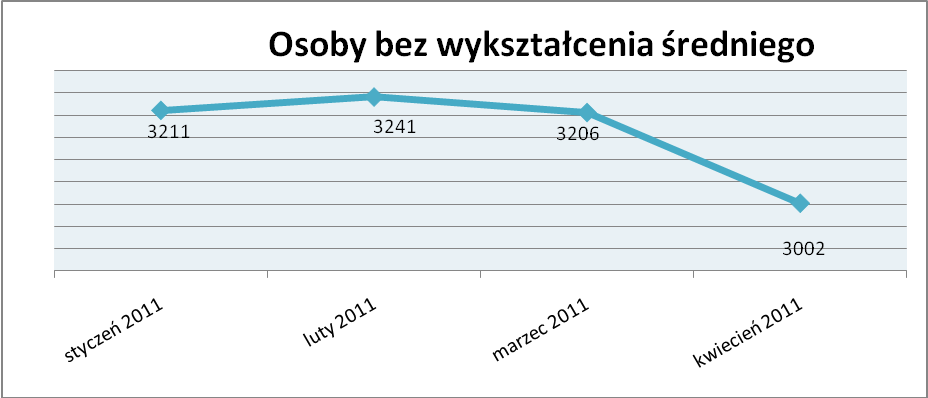 Osoby bez wykształcenia średniego
3211
3241
3206
3002
styczeń 2011
luty 2011
marzec 2011
kwiecień 2011